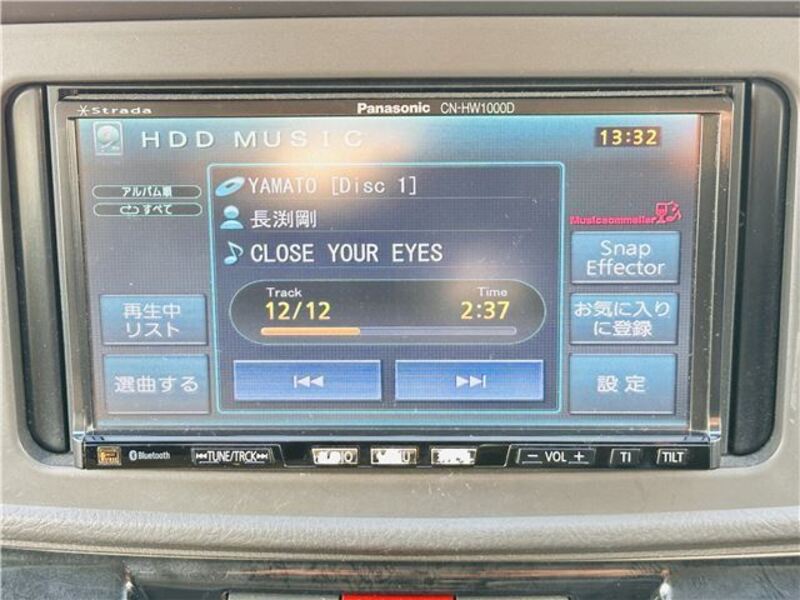 Strada
Panasonic CN-HW1000D
HDD MUSIC
13:32
アルバム順
すべて
YAMATO [Disc 1]
長渕剛
CLOSE YOUR EYES
Musicsommelier
Snap
Effector
Track
Time
12/12
2:37
再生中
リスト
お気に入り
に登録
選曲する
設定
Bluetooth
TUNE/TRCK
AUDIO
− VOL +
TI
TILT